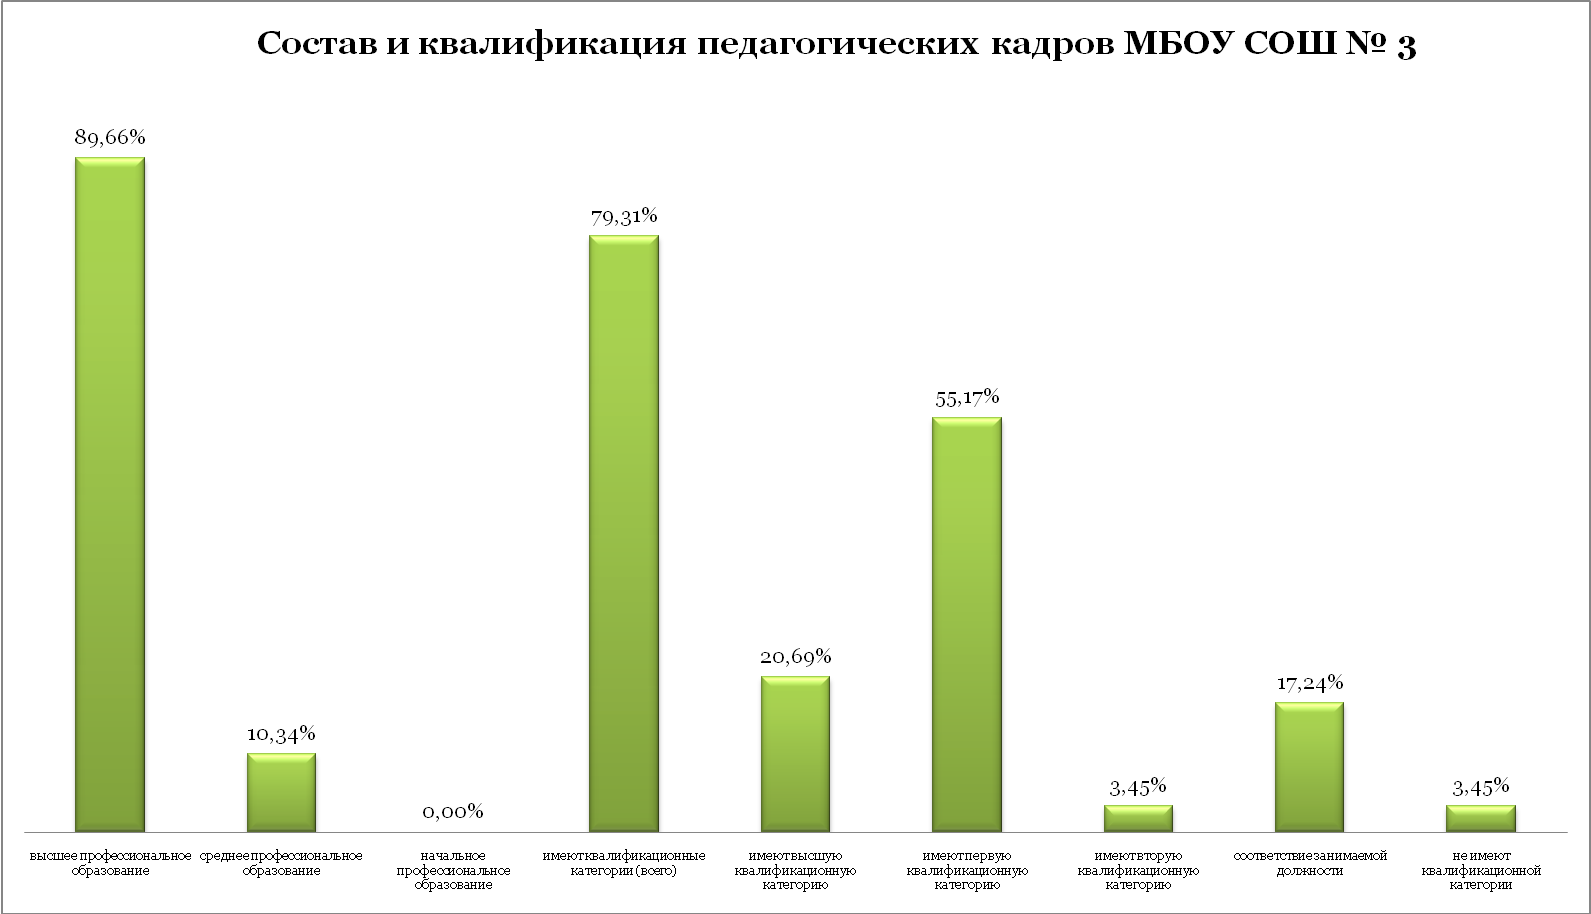 Состав и квалификация педагогических кадров МБОУ СОШ № 3
89,66%
79,31%
55,17%
20,69%
17,24%
10,34%
3,45%
3,45%
0,00%
высшее профессиональное
образование
среднее профессиональное
образование
начальное
профессиональное
образование
имеют квалификационные
категории (всего)
имеют высшую
квалификационную
категорию
имеют первую
квалификационную
категорию
имеют вторую
квалификационную
категорию
соответствие занимаемой
должности
не имеют
квалификационной
категории